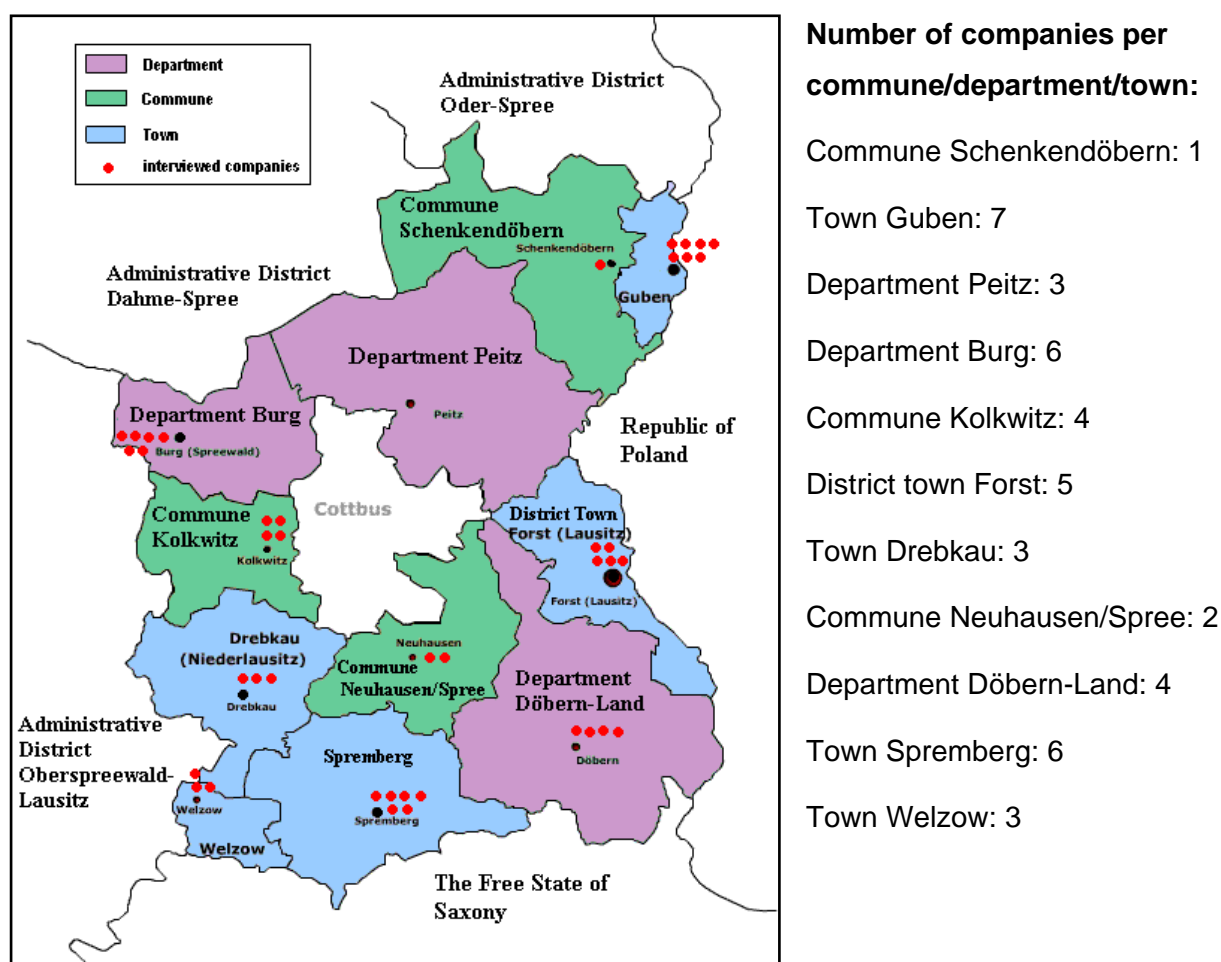 Department
Commune
Town
interviewed companies
Administrative District
Oder-Spree
Commune
Schenkendöbern
Schenkendöbern
Guben
Administrative District
Dahme-Spree
Department Peitz
Peitz
Department Burg
Burg (Spreewald)
Republic of
Poland
Cottbus
Commune
Kolkwitz
Kolkwitz
District Town
Forst (Lausitz)
Forst (Lausitz)
Drebkau
(Niederlausitz)
Drebkau
Neuhausen
Commune
Neuhausen/Spree
Department
Döbern-Land
Döbern
Administrative
District
Oberspreewald-
Lausitz
Spremberg
Spremberg
Welzow
Welzow
The Free State of
Saxony
Number of companies per
commune/department/town:
Commune Schenkendöbern: 1
Town Guben: 7
Department Peitz: 3
Department Burg: 6
Commune Kolkwitz: 4
District town Forst: 5
Town Drebkau: 3
Commune Neuhausen/Spree: 2
Department Döbern-Land: 4
Town Spremberg: 6
Town Welzow: 3